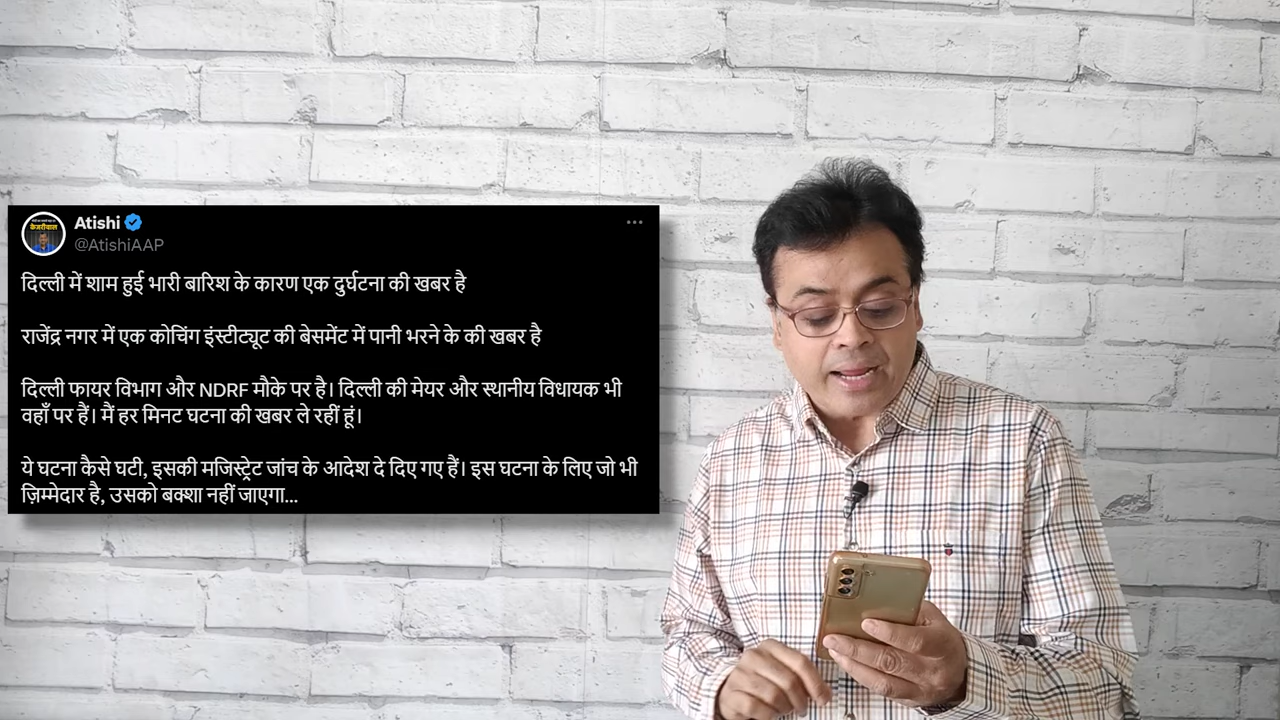 Atishi
@AtishiAAP
दिल्ली में शाम हुई भारी बारिश के कारण एक दुर्घटना की खबर है
राजेंद्र नगर में एक कोचिंग इंस्टीट्यूट की बेसमेंट में पानी भरने के की खबर है
दिल्ली फायर विभाग और NDRF मौके पर है। दिल्ली की मेयर और स्थानीय विधायक भी
वहाँ पर हैं। मैं हर मिनट घटना की खबर ले रहीं हूं।
ये घटना कैसे घटी, इसकी मजिस्ट्रेट जांच के आदेश दे दिए गए हैं। इस घटना के लिए जो भी
ज़िम्मेदार है, उसको बक्शा नहीं जाएगा...